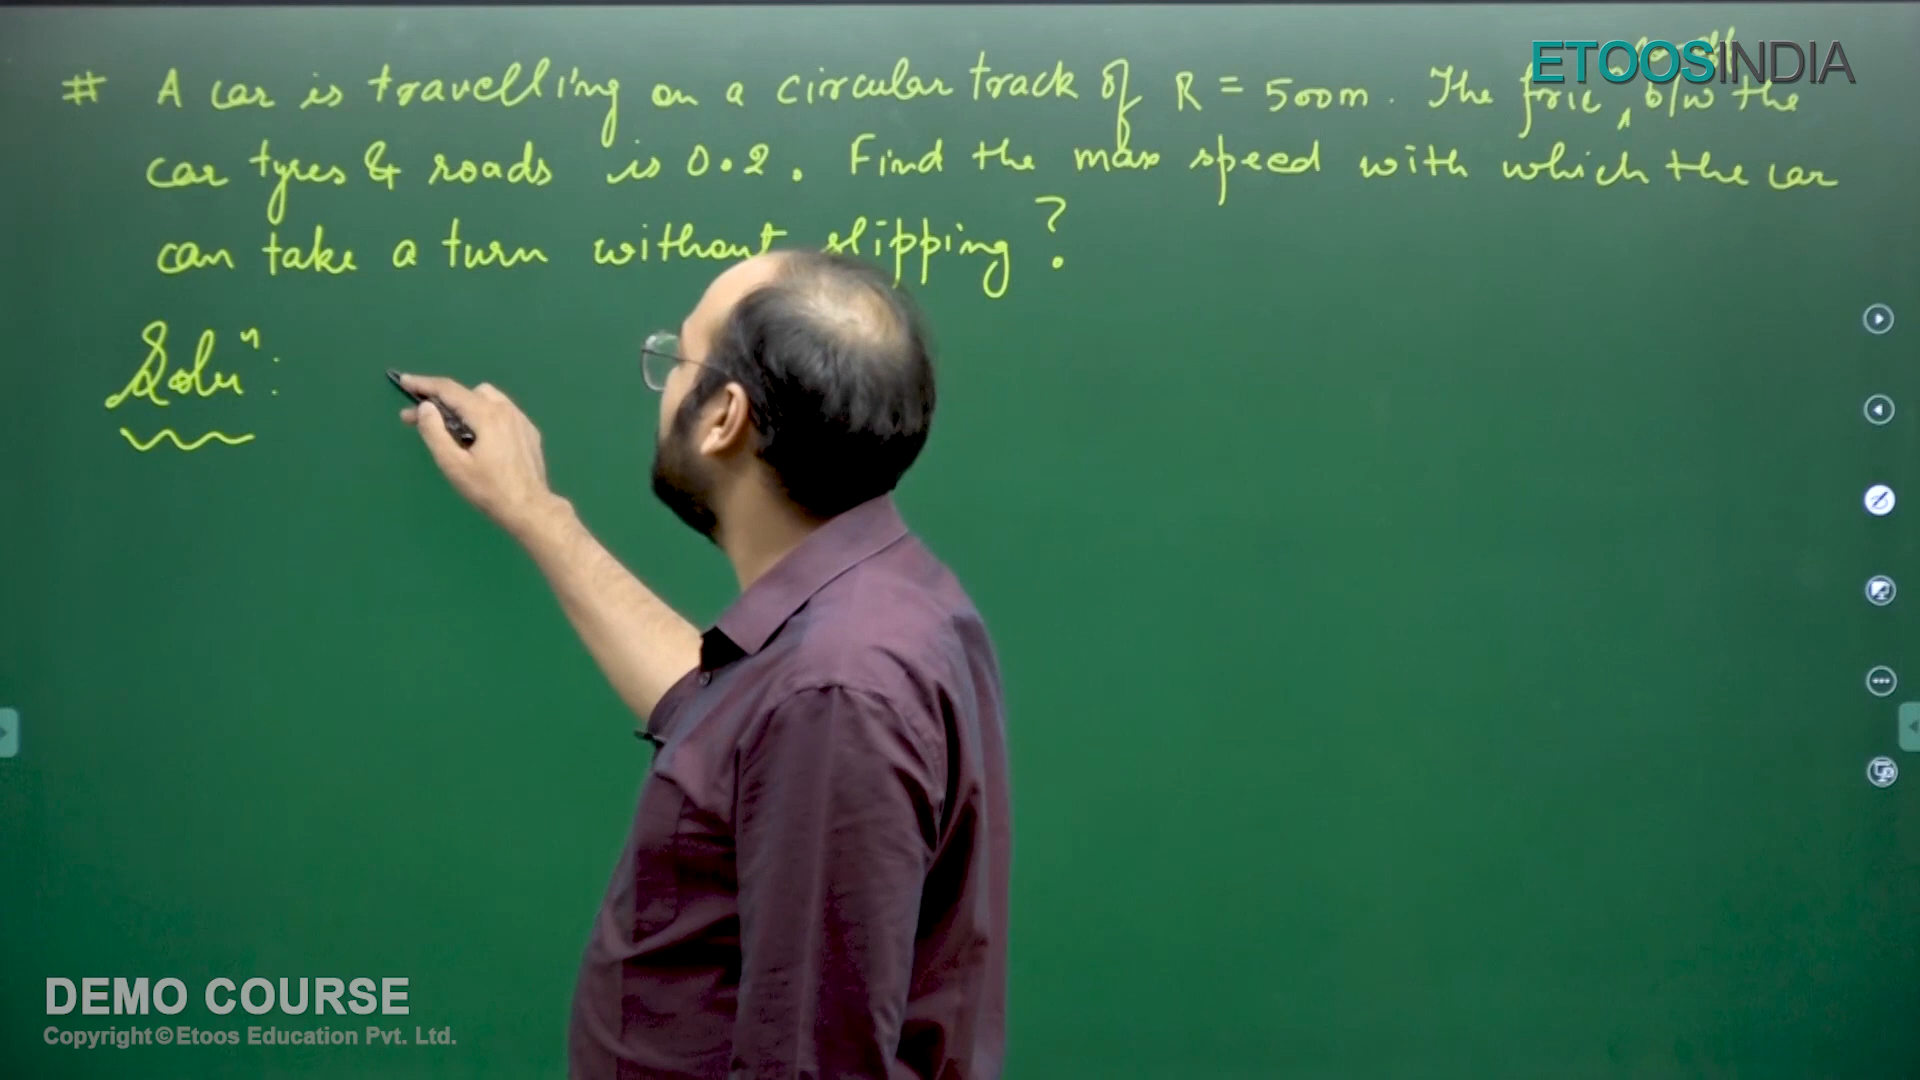 # A car is travelling on a circular track of R = 500m. The fric b/w the
ETOOSINDIA
car tyres & roads is 0.2. Find the max speed with which the car
can take a turn without slipping?
Soluⁿ:
DEMO COURSE
Copyright©Etoos Education Pvt. Ltd.